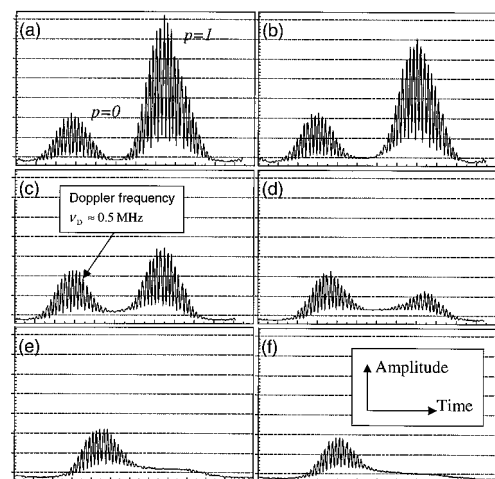 (a)
p=1
p=0
(b)
(c)
Doppler frequency
ν_D ≈ 0.5 MHz
(d)
(e)
(f)
Amplitude
Time